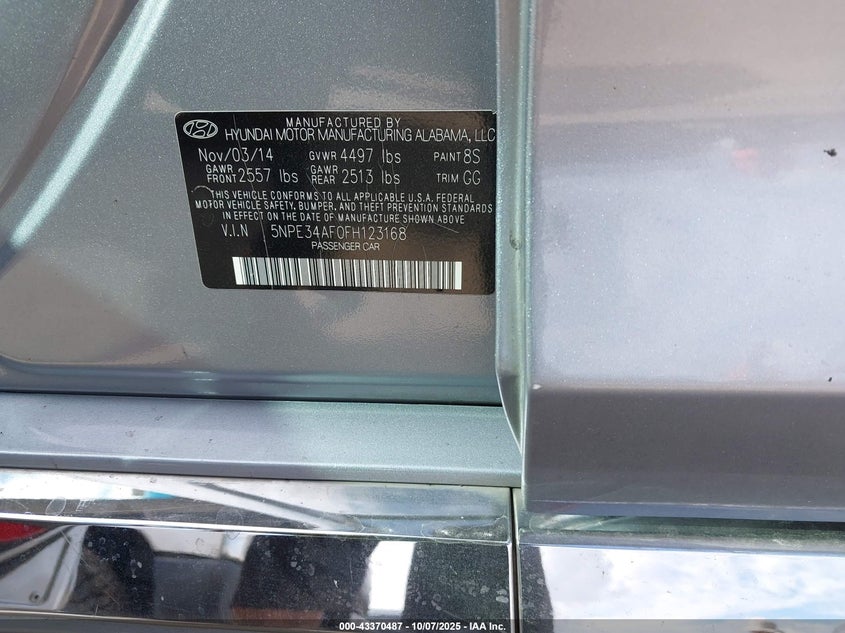 MANUFACTURED BY
HYUNDAI MOTOR MANUFACTURING ALABAMA, LLC
Nov/03/14 GVWR 4497 lbs PAINT 8S
GAWR FRONT 2557 lbs GAWR REAR 2513 lbs TRIM GG
THIS VEHICLE CONFORMS TO ALL APPLICABLE U.S.A. FEDERAL
MOTOR VEHICLE SAFETY, BUMPER, AND THEFT PREVENTION STANDARDS
IN EFFECT ON THE DATE OF MANUFACTURE SHOWN ABOVE
V.I.N 5NPE34AF0FH123168
PASSENGER CAR
000-43370487 - 10/07/2025 - IAA Inc.